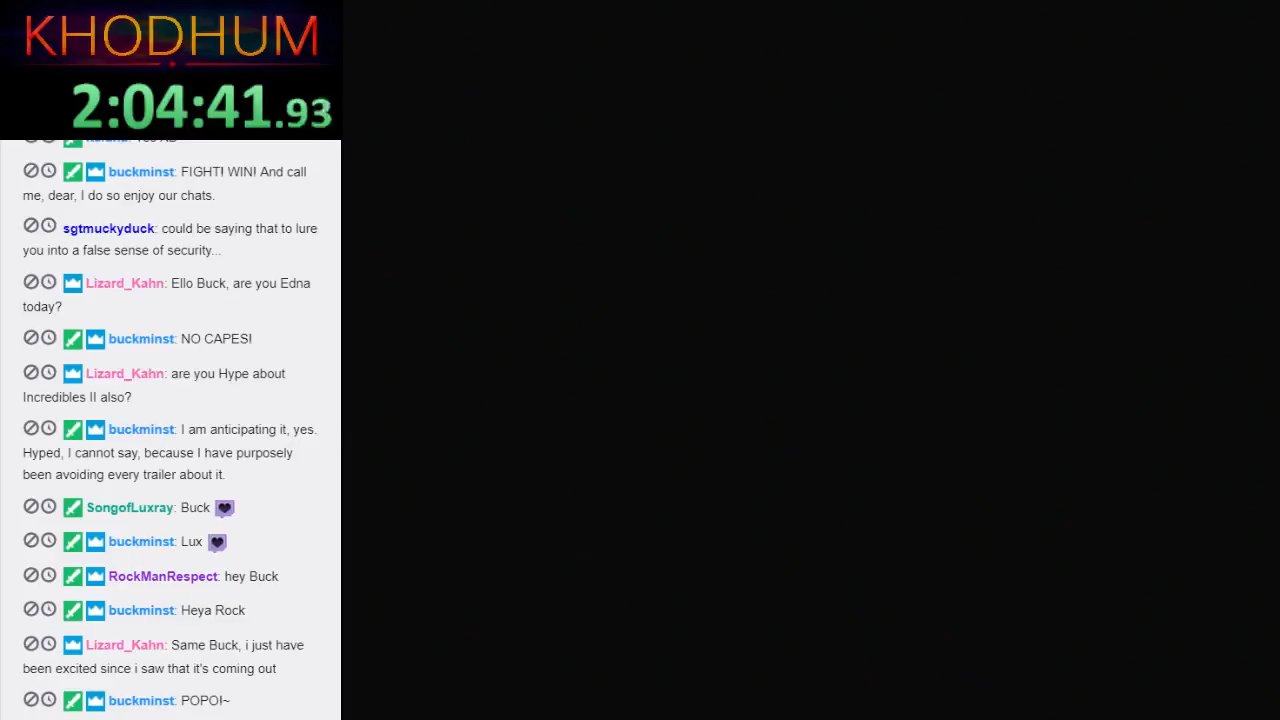 KHODHUM
2:04:41.93
buckminst: FIGHT! WIN! And call
me, dear, I do so enjoy our chats.
sgtmuckyduck: could be saying that to lure
you into a false sense of security...
Lizard_Kahn: Ello Buck, are you Edna
today?
buckminst: NO CAPES!
Lizard_Kahn: are you Hype about
Incredibles II also?
buckminst: I am anticipating it, yes.
Hyped, I cannot say, because I have purposely
been avoiding every trailer about it.
SongofLuxray: Buck
buckminst: Lux
RockManRespect: hey Buck
buckminst: Heya Rock
Lizard_Kahn: Same Buck, i just have
been excited since i saw that it's coming out
buckminst: POPO!~